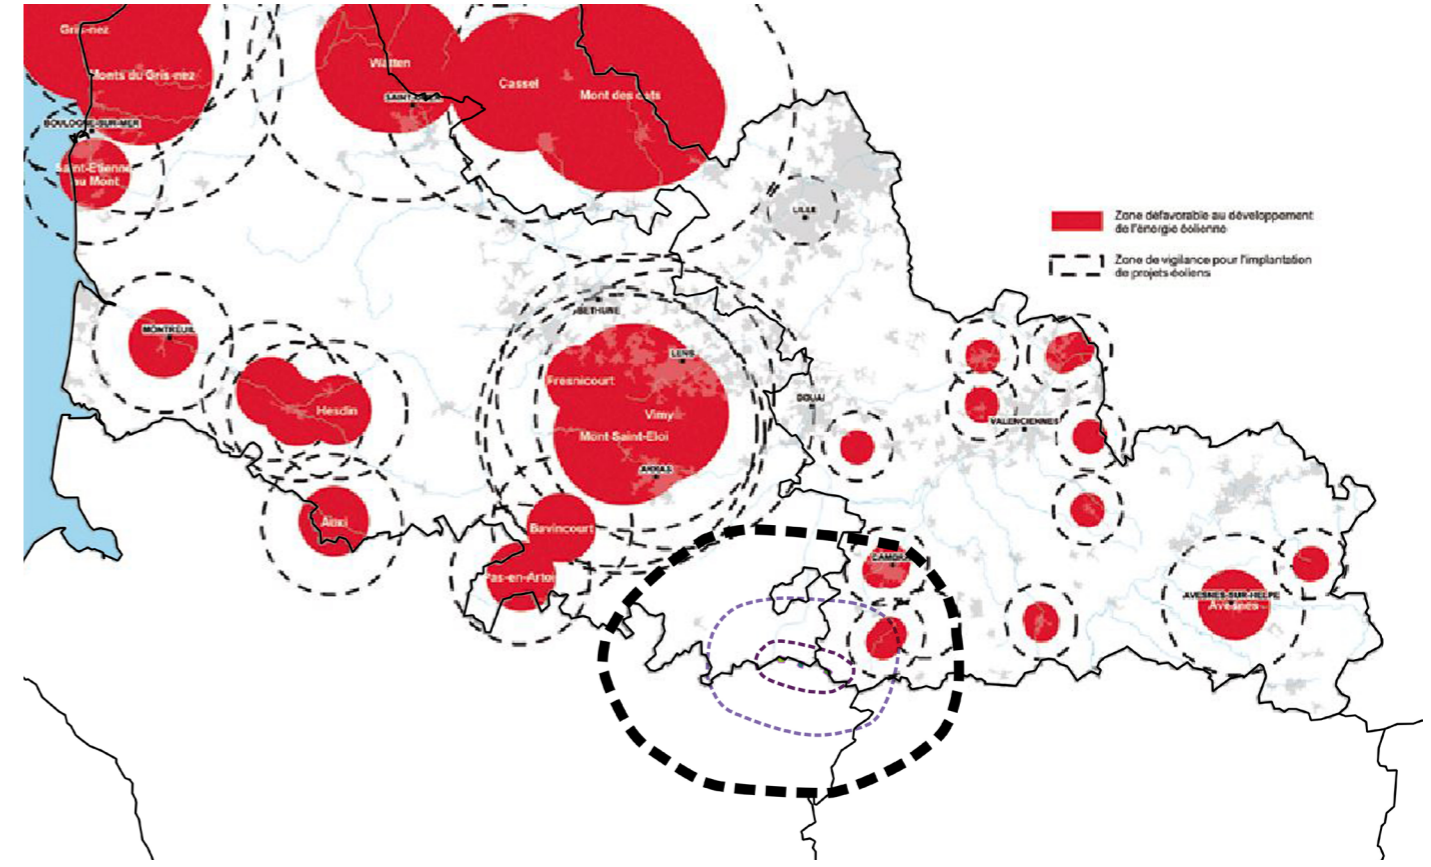 Gris-nez
Monts du Gris-nez
Watten
Cassel
Mont des cats
BOULOGNE-SUR-MER
Saint-Etienne
au Mont
LILLE
Zone défavorable au développement
de l'énergie éolienne
Zone de vigilance pour l'implantation
de projets éoliens
BETHUNE
MONTREUIL
LENS
Fresnicourt
Hesdin
Vimy
DOUAI
VALENCIENNES
Mont Saint-Eloi
ARRAS
Auxi
Bavincourt
Pas-en-Artois
AVESNES-SUR-HELPE
Avesnes